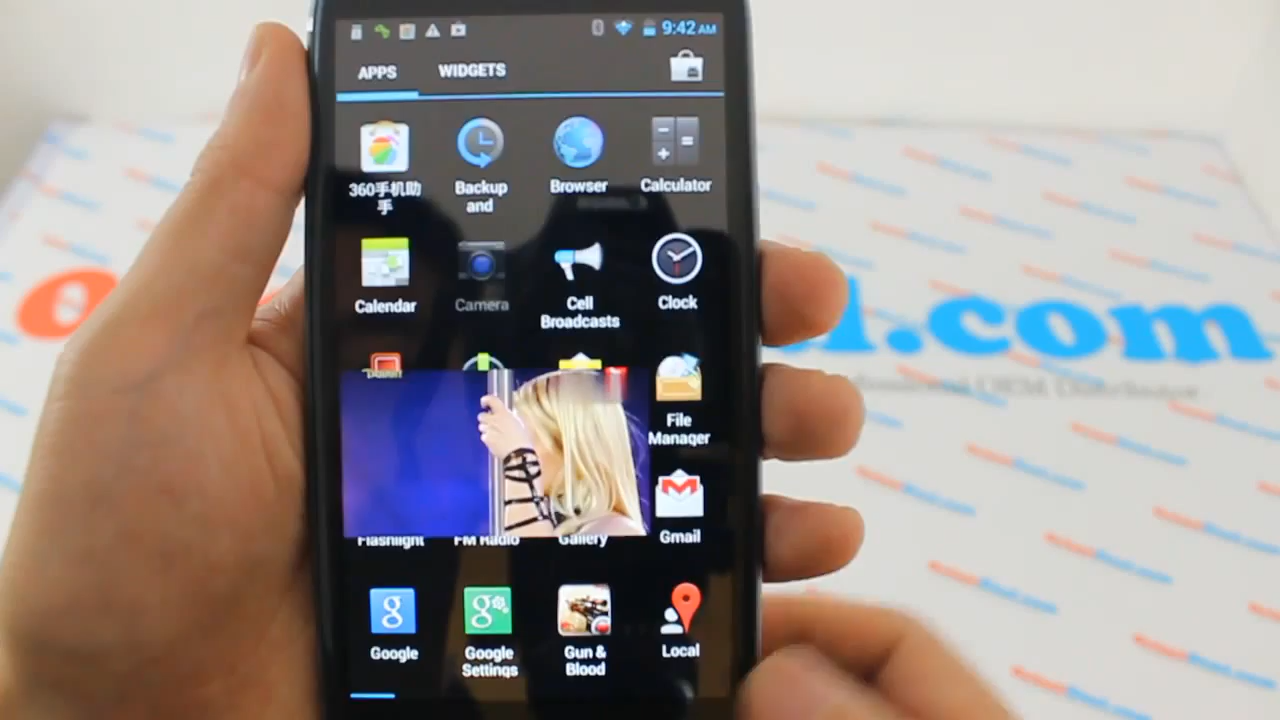 9:42 AM
APPS
WIDGETS
360手机助
手
Backup
and
Browser
Calculator
Calendar
Camera
Cell
Broadcasts
Clock
File
Manager
Flashlight
FM Radio
Gallery
Gmail
Google
Google
Settings
Gun &
Blood
Local
.com